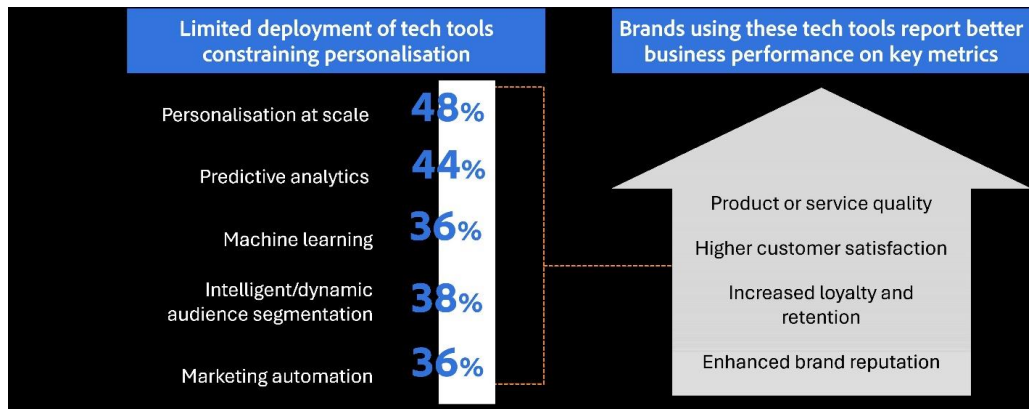 Limited deployment of tech tools
constraining personalisation
Personalisation at scale 48%
Predictive analytics 44%
Machine learning 36%
Intelligent/dynamic
audience segmentation 38%
Marketing automation 36%
Brands using these tech tools report better
business performance on key metrics
Product or service quality
Higher customer satisfaction
Increased loyalty and
retention
Enhanced brand reputation